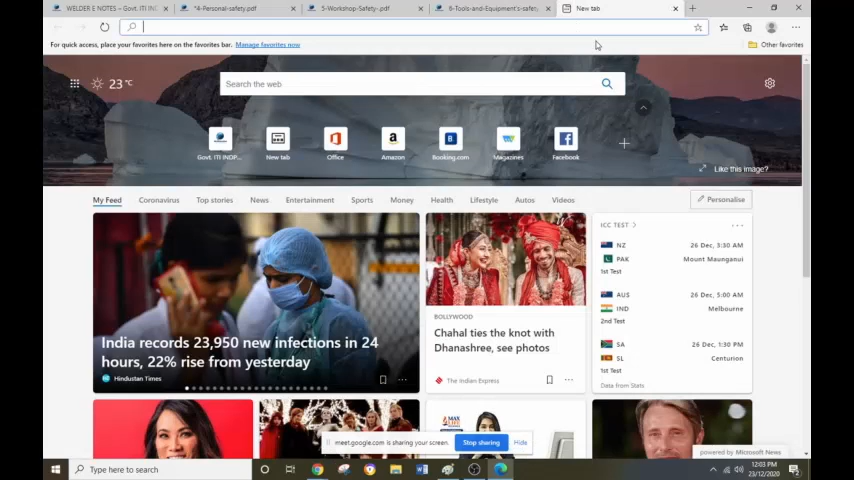 WELDER E NOTES – Govt. ITI IND
*4-Personal-safety.pdf
5-Workshop-Safety-.pdf
6-Tools-and-Equipment's-safety
New tab
For quick access, place your favorites here on the favorites bar. Manage favorites now
Other favorites
23 °C
Search the web
Govt. ITI INDP...
New tab
Office
Amazon
Booking.com
Magazines
Facebook
Like this image?
My Feed
Coronavirus
Top stories
News
Entertainment
Sports
Money
Health
Lifestyle
Autos
Videos
Personalise
India records 23,950 new infections in 24
hours, 22% rise from yesterday
Hindustan Times
BOLLYWOOD
Chahal ties the knot with
Dhanashree, see photos
The Indian Express
ICC TEST
NZ 26 Dec, 3:30 AM
PAK Mount Maunganui
1st Test
AUS 26 Dec, 5:00 AM
IND Melbourne
2nd Test
SA 26 Dec, 1:30 PM
SL Centurion
1st Test
Data from Stats
MAX
LIFE
meet.google.com is sharing your screen.
Stop sharing
Hide
powered by Microsoft News
Type here to search
12:03 PM
23/12/2020